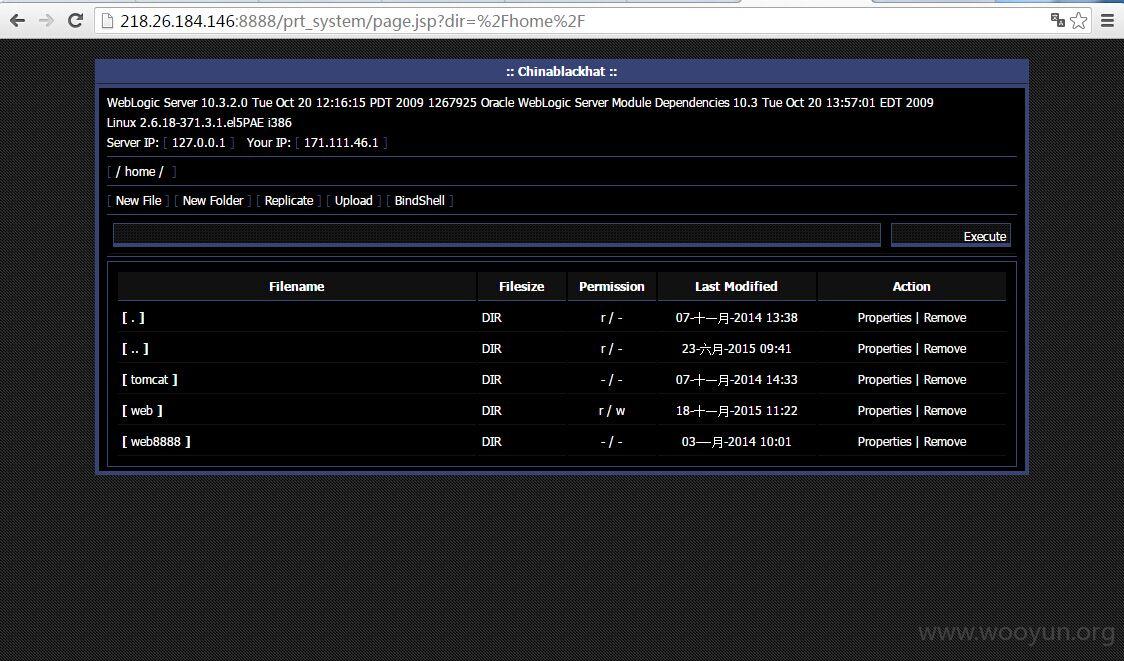 218.26.184.146:8888/prt_system/page.jsp?dir=%2Fhome%2F
:: Chinablackhat ::
WebLogic Server 10.3.2.0 Tue Oct 20 12:16:15 PDT 2009 1267925 Oracle WebLogic Server Module Dependencies 10.3 Tue Oct 20 13:57:01 EDT 2009
Linux 2.6.18-371.3.1.el5PAE i386
Server IP: [ 127.0.0.1 ] Your IP: [ 171.111.46.1 ]
[ / home / ]
[ New File ] [ New Folder ] [ Replicate ] [ Upload ] [ BindShell ]
Execute
Filename Filesize Permission Last Modified Action
[ . ] DIR r / - 07-十一月-2014 13:38 Properties | Remove
[ .. ] DIR r / - 23-六月-2015 09:41 Properties | Remove
[ tomcat ] DIR - / - 07-十一月-2014 14:33 Properties | Remove
[ web ] DIR r / w 18-十一月-2015 11:22 Properties | Remove
[ web8888 ] DIR - / - 03-一月-2014 10:01 Properties | Remove
www.wooyun.org